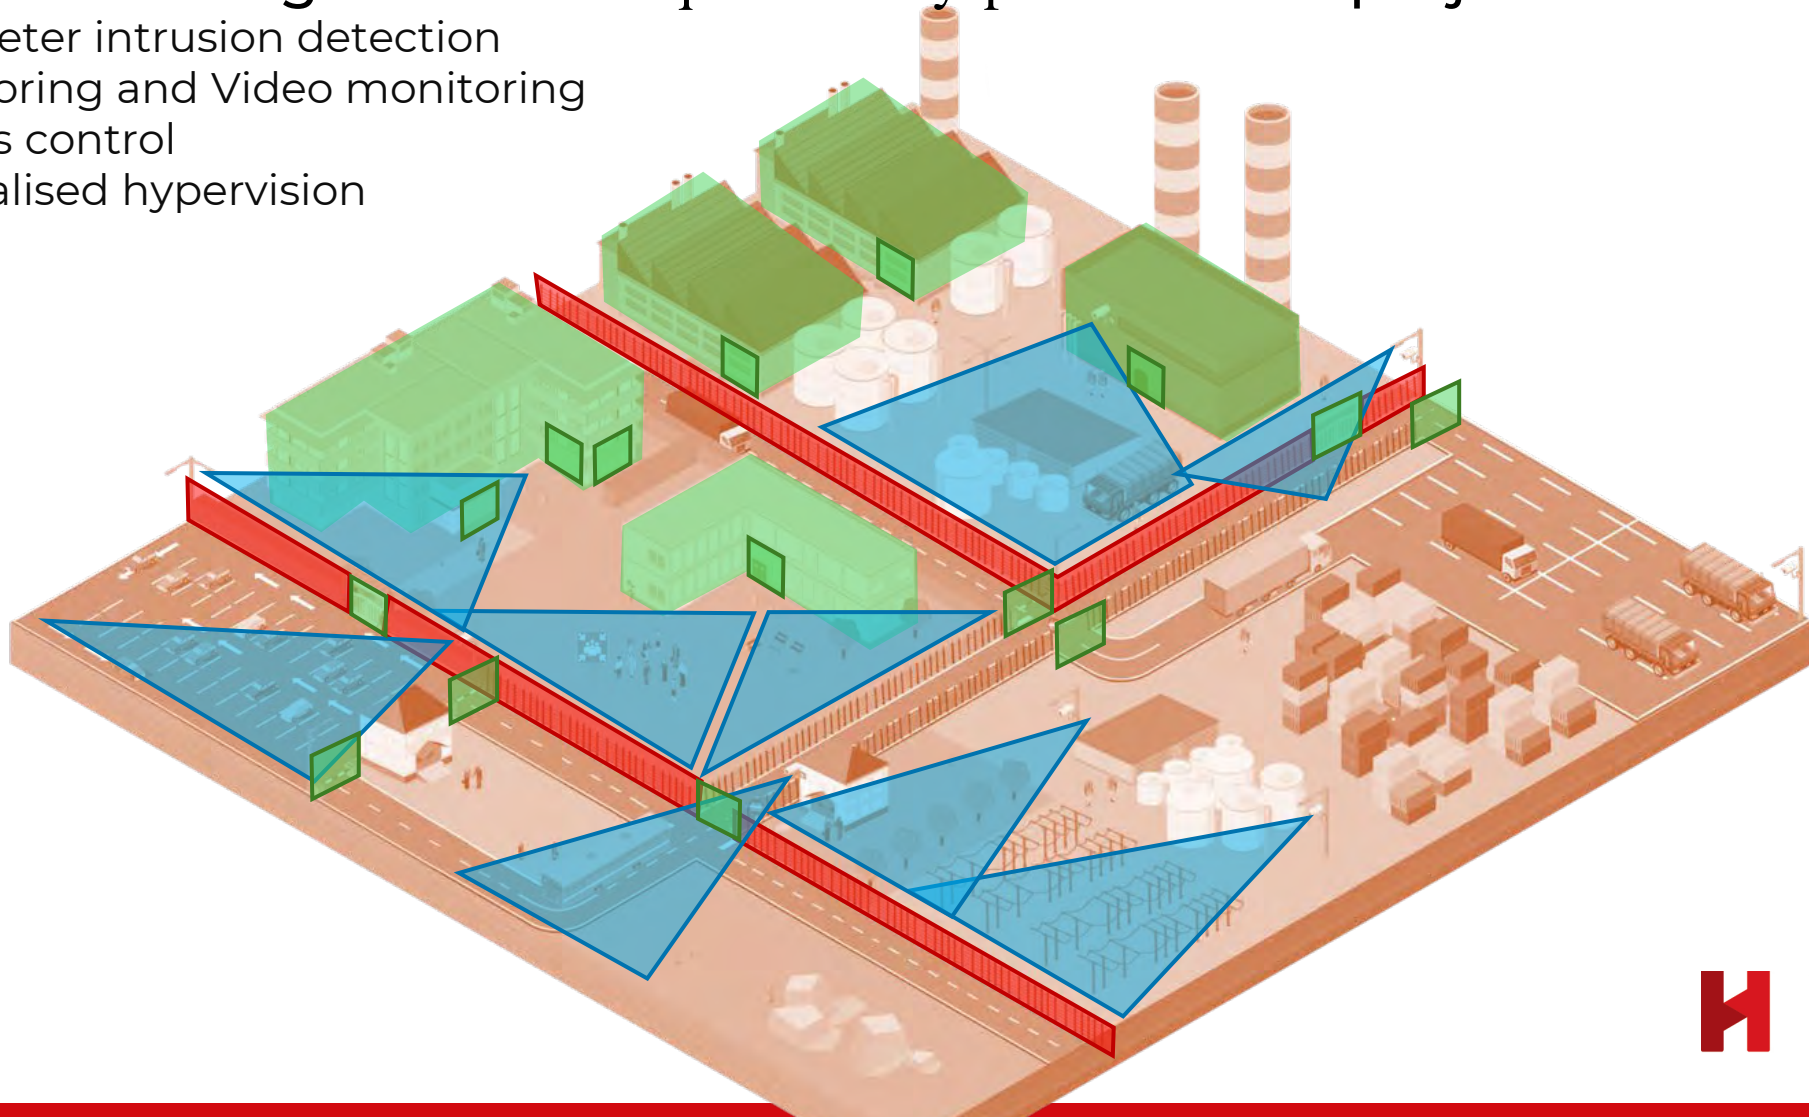 eter intrusion detection
oring and Video monitoring
s control
alised hypervision